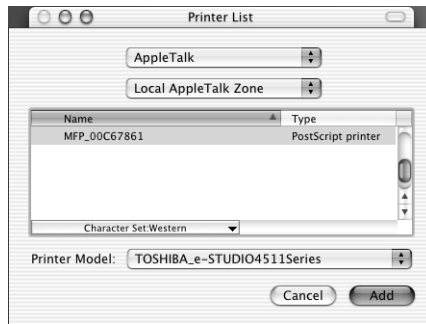 Printer List
AppleTalk
Local AppleTalk Zone
Name Type
MFP_00C67861 PostScript printer
Character Set:Western
Printer Model: TOSHIBA_e-STUDIO4511Series
Cancel Add